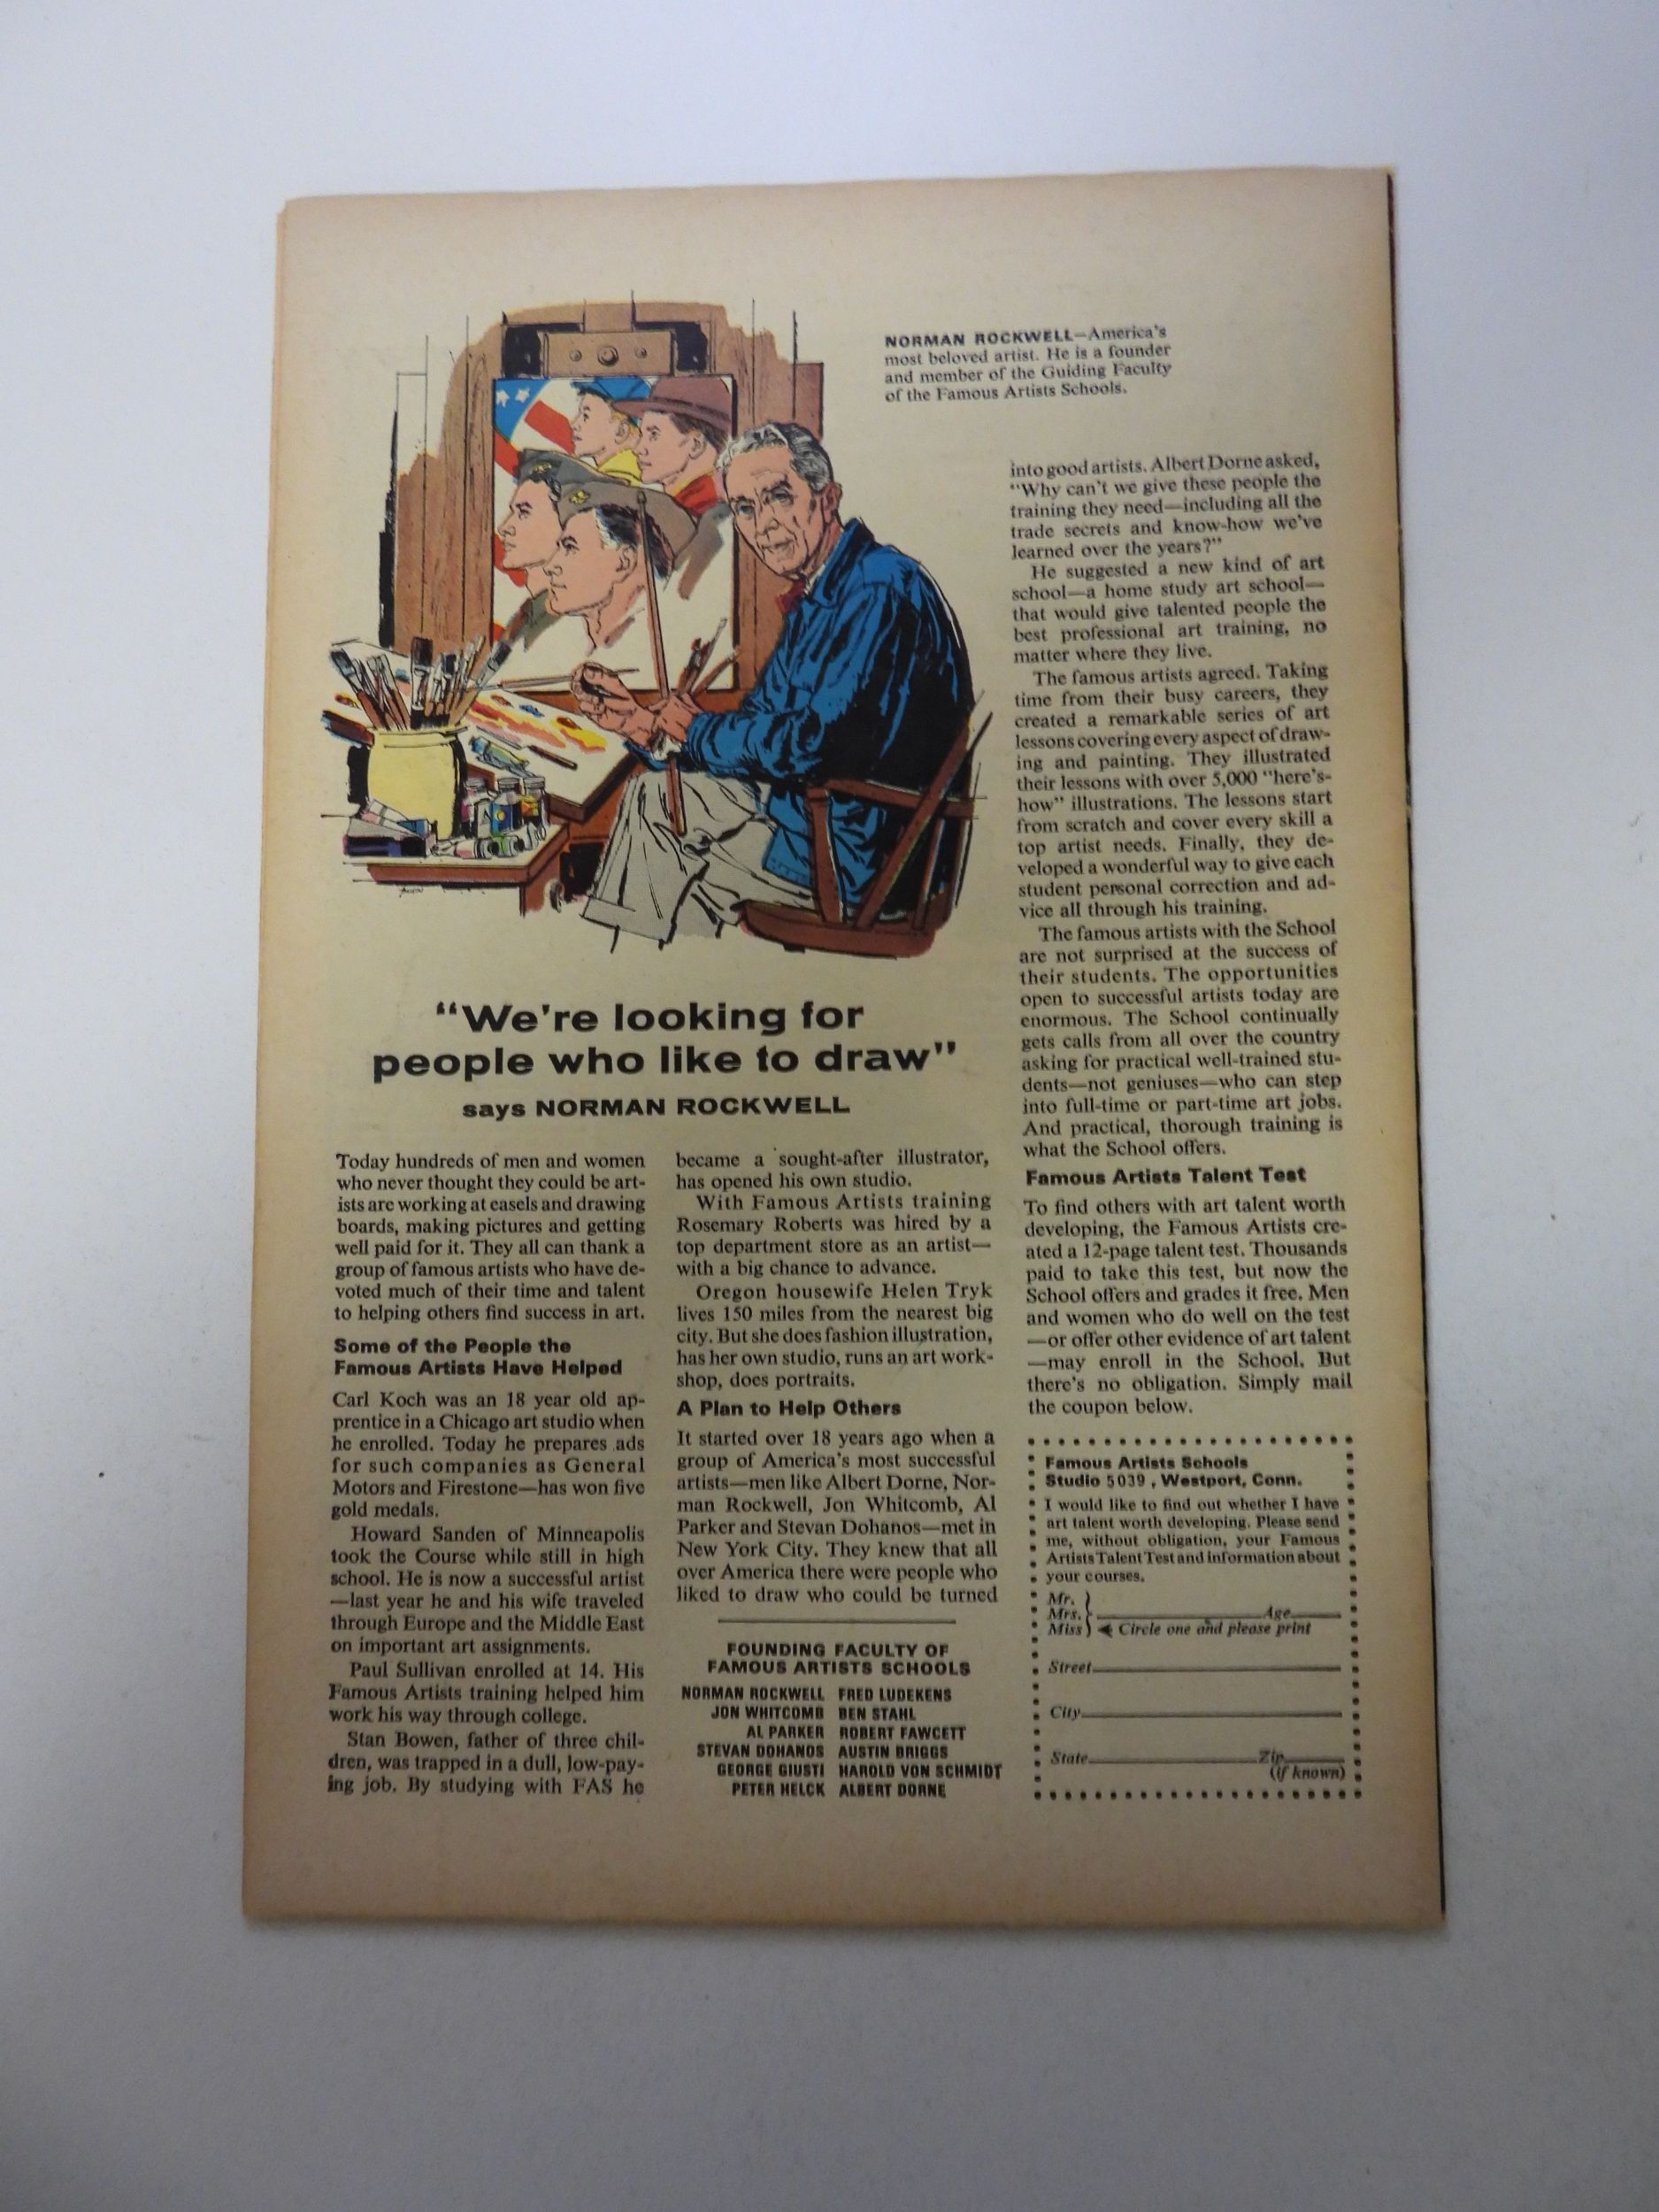 NORMAN ROCKWELL—America's
most beloved artist. He is a founder
and member of the Guiding Faculty
of the Famous Artists Schools.
"We're looking for
people who like to draw"
says NORMAN ROCKWELL
Today hundreds of men and women
who never thought they could be art-
ists are working at easels and drawing
boards, making pictures and getting
well paid for it. They all can thank a
group of famous artists who have de-
voted much of their time and talent
to helping others find success in art.
Some of the People the
Famous Artists Have Helped
Carl Koch was an 18 year old ap-
prentice in a Chicago art studio when
he enrolled. Today he prepares ads
for such companies as General
Motors and Firestone—has won five
gold medals.
Howard Sanden of Minneapolis
took the Course while still in high
school. He is now a successful artist
—last year he and his wife traveled
through Europe and the Middle East
on important art assignments.
Paul Sullivan enrolled at 14. His
Famous Artists training helped him
work his way through college.
Stan Bowen, father of three chil-
dren, was trapped in a dull, low-pay-
ing job. By studying with FAS he
became a sought-after illustrator,
has opened his own studio.
With Famous Artists training
Rosemary Roberts was hired by a
top department store as an artist—
with a big chance to advance.
Oregon housewife Helen Tryk
lives 150 miles from the nearest big
city. But she does fashion illustration,
has her own studio, runs an art work-
shop, does portraits.
A Plan to Help Others
It started over 18 years ago when a
group of America's most successful
artists—men like Albert Dorne, Nor-
man Rockwell, Jon Whitcomb, Al
Parker and Stevan Dohanos—met in
New York City. They knew that all
over America there were people who
liked to draw who could be turned
FOUNDING FACULTY OF
FAMOUS ARTISTS SCHOOLS
NORMAN ROCKWELL FRED LUDEKENS
JON WHITCOMB BEN STAHL
AL PARKER ROBERT FAWCETT
STEVAN DOHANOS AUSTIN BRIGGS
GEORGE GIUSTI HAROLD VON SCHMIDT
PETER HELCK ALBERT DORNE
into good artists. Albert Dorne asked,
"Why can't we give these people the
training they need—including all the
trade secrets and know-how we've
learned over the years?"
He suggested a new kind of art
school—a home study art school—
that would give talented people the
best professional art training, no
matter where they live.
The famous artists agreed. Taking
time from their busy careers, they
created a remarkable series of art
lessons covering every aspect of draw-
ing and painting. They illustrated
their lessons with over 5,000 "here's-
how" illustrations. The lessons start
from scratch and cover every skill a
top artist needs. Finally, they de-
veloped a wonderful way to give each
student personal correction and ad-
vice all through his training.
The famous artists with the School
are not surprised at the success of
their students. The opportunities
open to successful artists today are
enormous. The School continually
gets calls from all over the country
asking for practical well-trained stu-
dents—not geniuses—who can step
into full-time or part-time art jobs.
And practical, thorough training is
what the School offers.
Famous Artists Talent Test
To find others with art talent worth
developing, the Famous Artists cre-
ated a 12-page talent test. Thousands
paid to take this test, but now the
School offers and grades it free. Men
and women who do well on the test
—or offer other evidence of art talent
—may enroll in the School. But
there's no obligation. Simply mail
the coupon below.
Famous Artists Schools
Studio 5039 , Westport, Conn.
I would like to find out whether I have
art talent worth developing. Please send
me, without obligation, your Famous
Artists Talent Test and information about
your courses.
Mr.
Mrs. Age
Miss Circle one and please print
Street
City
State Zip
(if known)